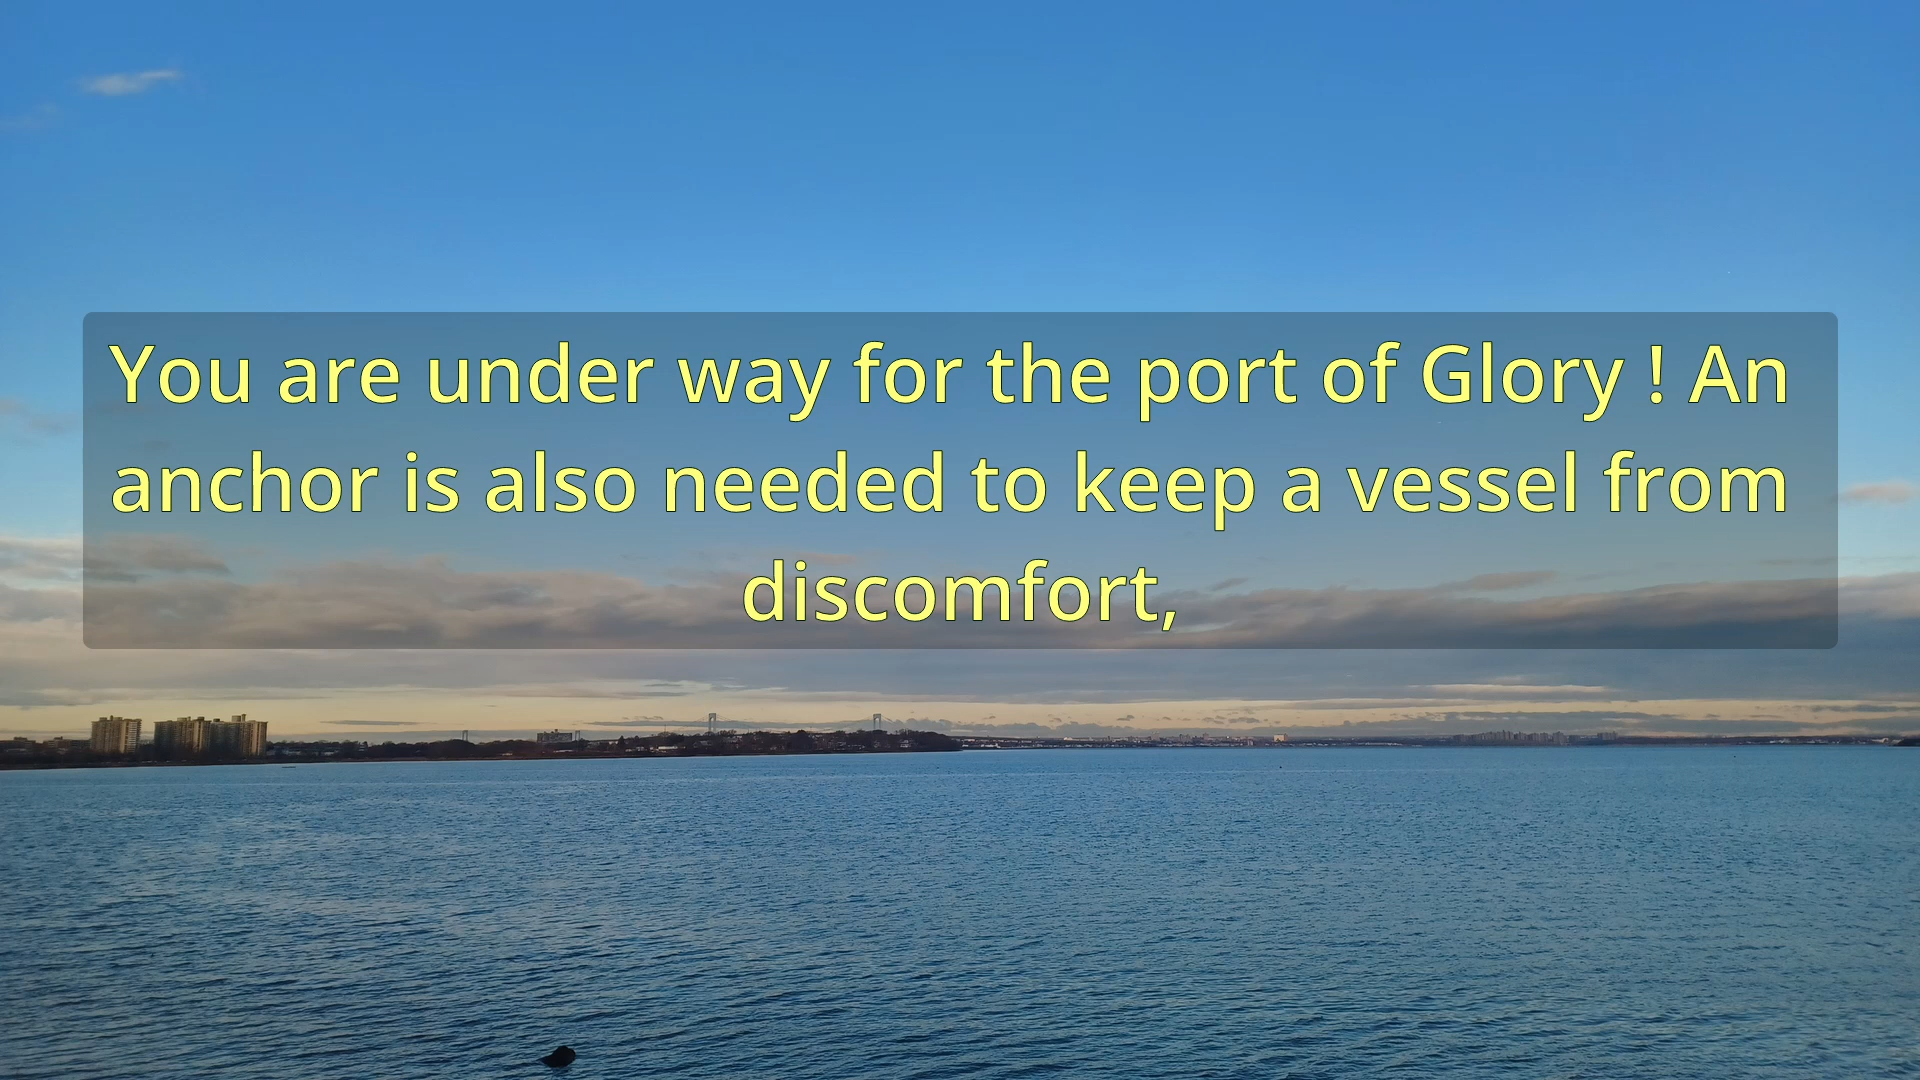 You are under way for the port of Glory ! An
anchor is also needed to keep a vessel from
discomfort,